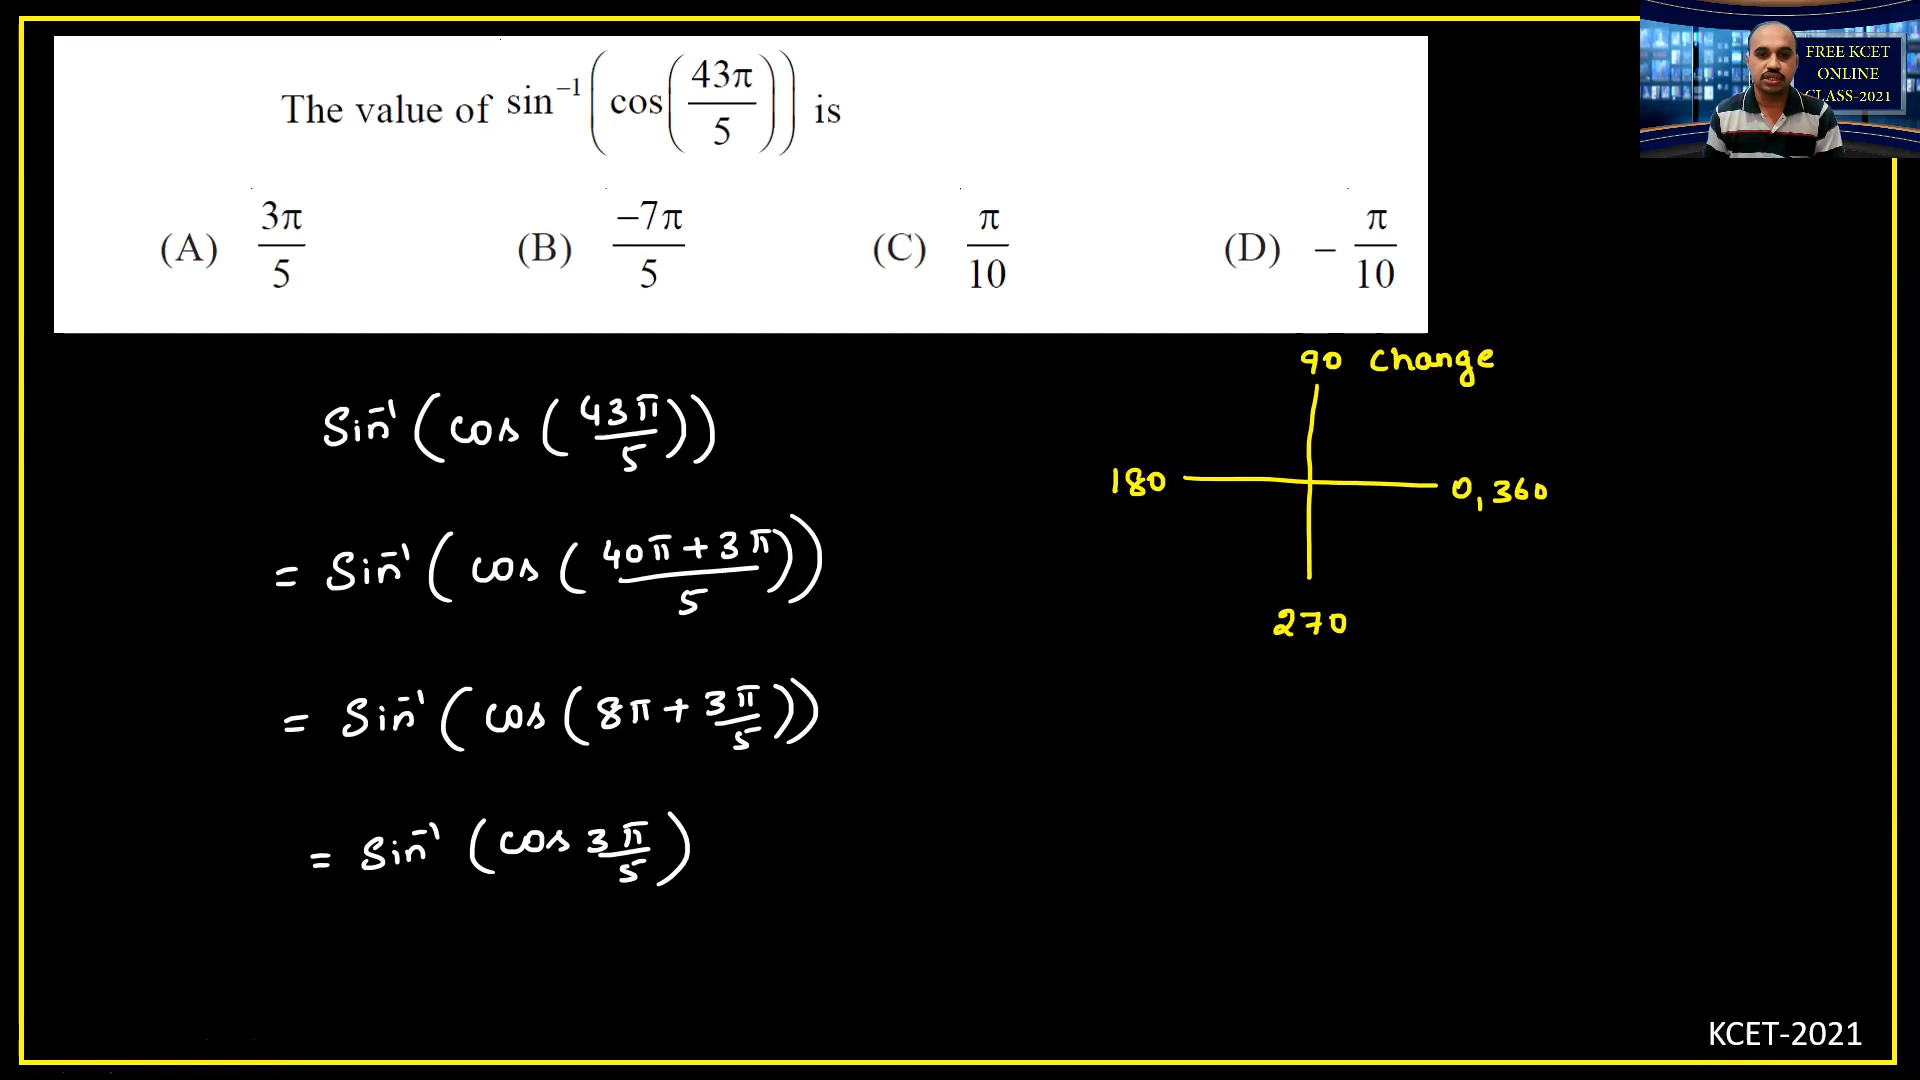 FREE KCET
ONLINE
CLASS-2021
The value of sin⁻¹(cos(43π/5)) is
(A) 3π/5 (B) −7π/5 (C) π/10 (D) − π/10
90 change
180 0, 360
270
Sin⁻¹(cos(43π/5))
= Sin⁻¹(cos(40π+3π/5))
= Sin⁻¹(cos(8π+3π/5))
= Sin⁻¹(cos 3π/5)
KCET-2021